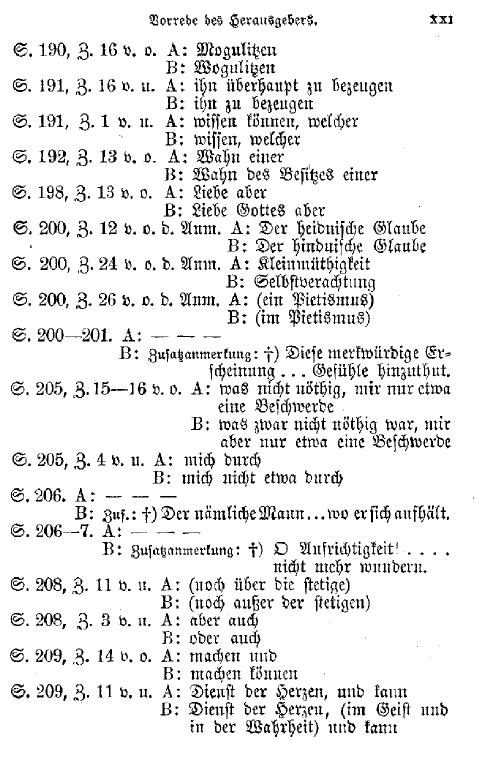 Vorrede des Herausgebers. XXI
S. 190, Z. 16 v. o. A: Mogulitzen
B: Wogulitzen
S. 191, Z. 16 v. u. A: ihn überhaupt zu bezeugen
B: ihn zu bezeugen
S. 191, Z. 1 v. u. A: wissen können, welcher
B: wissen, welcher
S. 192, Z. 13 v. o. A: Wahn einer
B: Wahn des Besitzes einer
S. 198, Z. 13 v. o. A: Liebe aber
B: Liebe Gottes aber
S. 200, Z. 12 v. o. d. Anm. A: Der heidnische Glaube
B: Der hinduische Glaube
S. 200, Z. 24 v. o. d. Anm. A: Kleinmüthigkeit
B: Selbstverachtung
S. 200, Z. 26 v. o. d. Anm. A: (ein Pietismus)
B: (im Pietismus)
S. 200—201. A: — — —
B: Zusatzanmerkung: †) Diese merkwürdige Er-
scheinung ... Gefühle hinzuthut.
S. 205, Z. 15—16 v. o. A: was nicht nöthig, mir nur etwa
eine Beschwerde
B: was zwar nicht nöthig war, mir
aber nur etwa eine Beschwerde
S. 205, Z. 4 v. u. A: mich durch
B: mich nicht etwa durch
S. 206. A: — — —
B: Zus.: †) Der nämliche Mann... wo er sich aufhält.
S. 206—7. A: — — —
B: Zusatzanmerkung: †) O Aufrichtigkeit! ....
nicht mehr wundern.
S. 208, Z. 11 v. u. A: (noch über die stetige)
B: (noch außer der stetigen)
S. 208, Z. 3 v. u. A: aber auch
B: oder auch
S. 209, Z. 14 v. o. A: machen und
B: machen können
S. 209, Z. 11 v. u. A: Dienst der Herzen, und kann
B: Dienst der Herzen, (im Geist und
in der Wahrheit) und kann